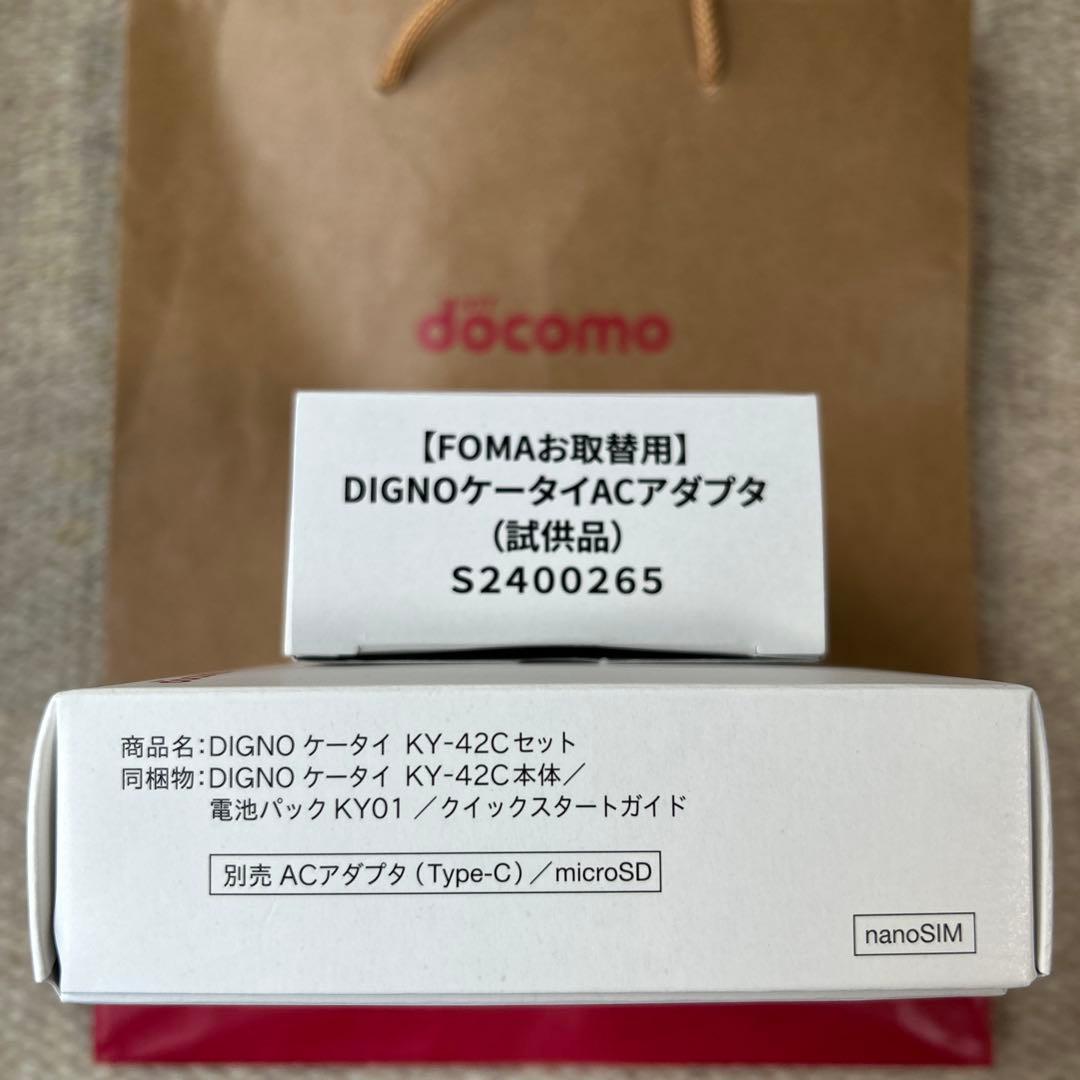 docomo
【FOMAお取替用】
DIGNOケータイACアダプタ
（試供品）
S2400265
商品名：DIGNO ケータイ KY-42Cセット
同梱物：DIGNO ケータイ KY-42C本体／
電池パック KY01 ／クイックスタートガイド
別売 ACアダプタ（Type-C）／microSD
nanoSIM